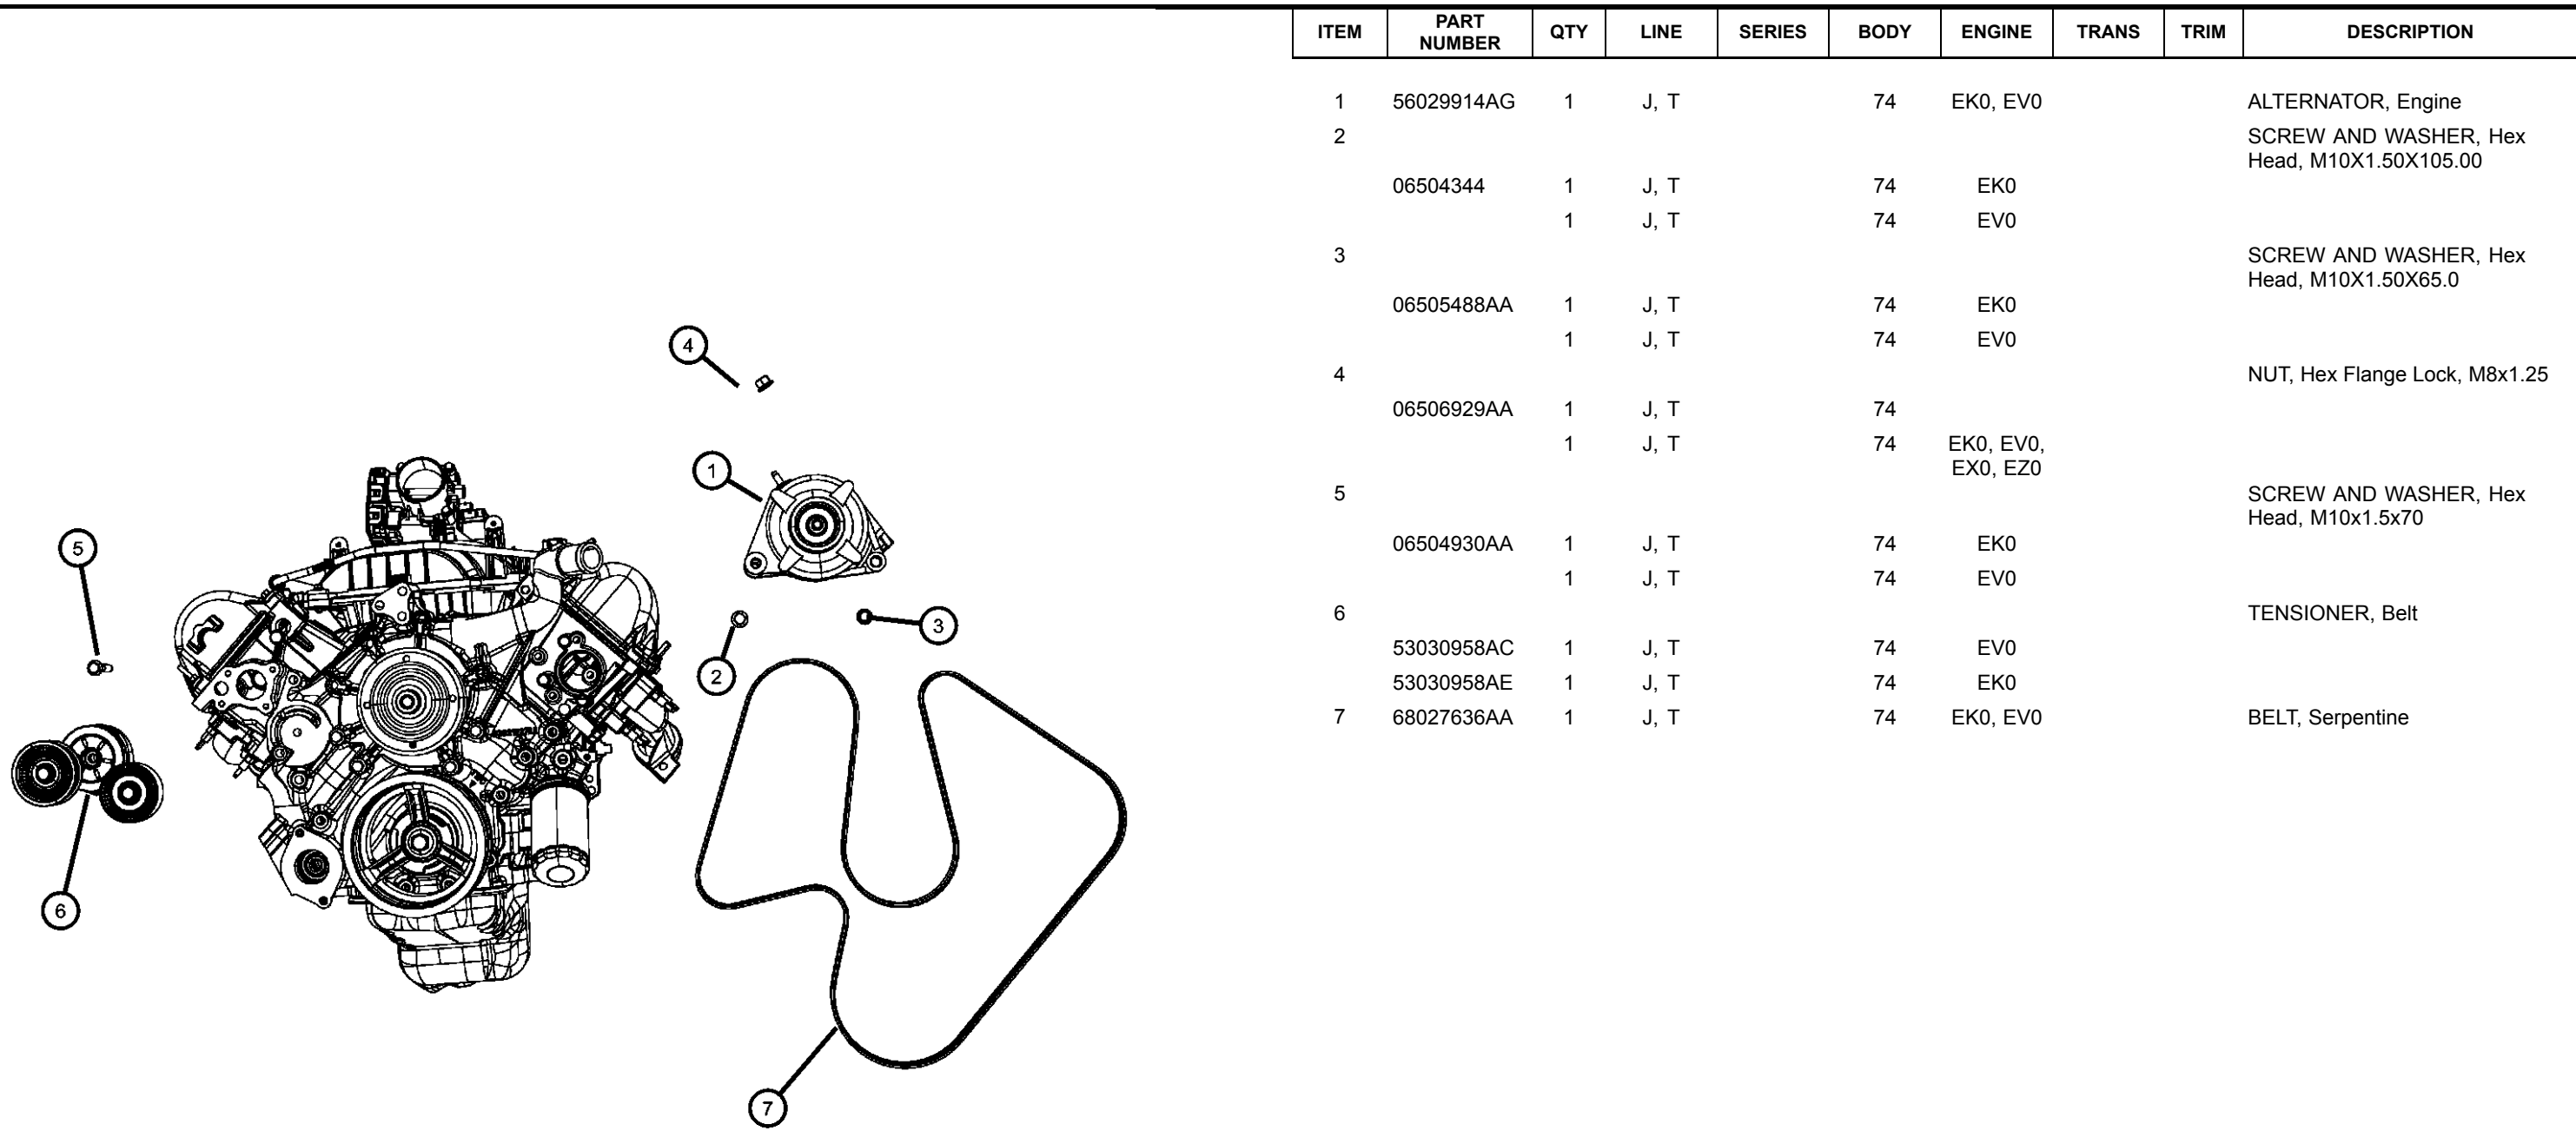 ITEM PART NUMBER QTY LINE SERIES BODY ENGINE TRANS TRIM DESCRIPTION
1 56029914AG 1 J, T 74 EK0, EV0 ALTERNATOR, Engine
2 SCREW AND WASHER, Hex
Head, M10X1.50X105.00
06504344 1 J, T 74 EK0
1 J, T 74 EV0
3 SCREW AND WASHER, Hex
Head, M10X1.50X65.0
06505488AA 1 J, T 74 EK0
1 J, T 74 EV0
4 NUT, Hex Flange Lock, M8x1.25
06506929AA 1 J, T 74
1 J, T 74 EK0, EV0,
EX0, EZ0
5 SCREW AND WASHER, Hex
Head, M10x1.5x70
06504930AA 1 J, T 74 EK0
1 J, T 74 EV0
6 TENSIONER, Belt
53030958AC 1 J, T 74 EV0
53030958AE 1 J, T 74 EK0
7 68027636AA 1 J, T 74 EK0, EV0 BELT, Serpentine
4
1
5
3
2
6
7